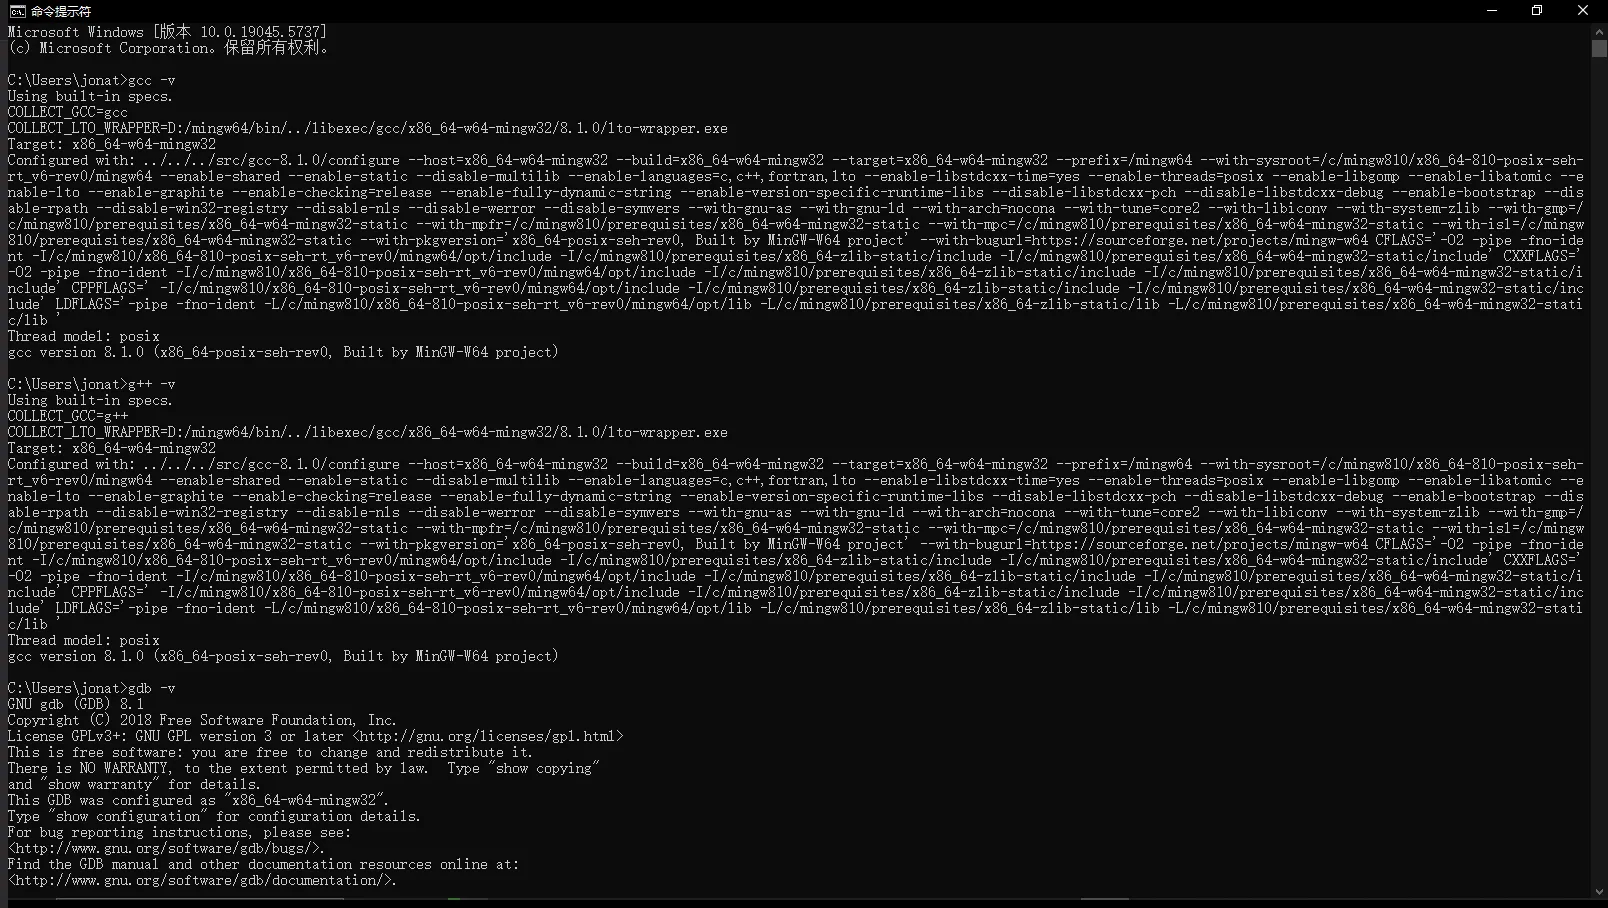 命令提示符
Microsoft Windows [版本 10.0.19045.5737]
(c) Microsoft Corporation。保留所有权利。
C:\Users\jonat>gcc -v
Using built-in specs.
COLLECT_GCC=gcc
COLLECT_LTO_WRAPPER=D:/mingw64/bin/../libexec/gcc/x86_64-w64-mingw32/8.1.0/lto-wrapper.exe
Target: x86_64-w64-mingw32
Configured with: ../../../src/gcc-8.1.0/configure --host=x86_64-w64-mingw32 --build=x86_64-w64-mingw32 --target=x86_64-w64-mingw32 --prefix=/mingw64 --with-sysroot=/c/mingw810/x86_64-810-posix-seh-
rt_v6-rev0/mingw64 --enable-shared --enable-static --disable-multilib --enable-languages=c,c++,fortran,lto --enable-libstdcxx-time=yes --enable-threads=posix --enable-libgomp --enable-libatomic --e
nable-lto --enable-graphite --enable-checking=release --enable-fully-dynamic-string --enable-version-specific-runtime-libs --disable-libstdcxx-pch --disable-libstdcxx-debug --enable-bootstrap --dis
able-rpath --disable-win32-registry --disable-nls --disable-werror --disable-symvers --with-gnu-as --with-gnu-ld --with-arch=nocona --with-tune=core2 --with-libiconv --with-system-zlib --with-gmp=/
c/mingw810/prerequisites/x86_64-w64-mingw32-static --with-mpfr=/c/mingw810/prerequisites/x86_64-w64-mingw32-static --with-mpc=/c/mingw810/prerequisites/x86_64-w64-mingw32-static --with-isl=/c/mingw
810/prerequisites/x86_64-w64-mingw32-static --with-pkgversion='x86_64-posix-seh-rev0, Built by MinGW-W64 project' --with-bugurl=https://sourceforge.net/projects/mingw-w64 CFLAGS='-O2 -pipe -fno-ide
nt -I/c/mingw810/x86_64-810-posix-seh-rt_v6-rev0/mingw64/opt/include -I/c/mingw810/prerequisites/x86_64-zlib-static/include -I/c/mingw810/prerequisites/x86_64-w64-mingw32-static/include' CXXFLAGS='
-O2 -pipe -fno-ident -I/c/mingw810/x86_64-810-posix-seh-rt_v6-rev0/mingw64/opt/include -I/c/mingw810/prerequisites/x86_64-zlib-static/include -I/c/mingw810/prerequisites/x86_64-w64-mingw32-static/i
nclude' CPPFLAGS=' -I/c/mingw810/x86_64-810-posix-seh-rt_v6-rev0/mingw64/opt/include -I/c/mingw810/prerequisites/x86_64-zlib-static/include -I/c/mingw810/prerequisites/x86_64-w64-mingw32-static/inc
lude' LDFLAGS='-pipe -fno-ident -L/c/mingw810/x86_64-810-posix-seh-rt_v6-rev0/mingw64/opt/lib -L/c/mingw810/prerequisites/x86_64-zlib-static/lib -L/c/mingw810/prerequisites/x86_64-w64-mingw32-stati
c/lib '
Thread model: posix
gcc version 8.1.0 (x86_64-posix-seh-rev0, Built by MinGW-W64 project)
C:\Users\jonat>g++ -v
Using built-in specs.
COLLECT_GCC=g++
COLLECT_LTO_WRAPPER=D:/mingw64/bin/../libexec/gcc/x86_64-w64-mingw32/8.1.0/lto-wrapper.exe
Target: x86_64-w64-mingw32
Configured with: ../../../src/gcc-8.1.0/configure --host=x86_64-w64-mingw32 --build=x86_64-w64-mingw32 --target=x86_64-w64-mingw32 --prefix=/mingw64 --with-sysroot=/c/mingw810/x86_64-810-posix-seh-
rt_v6-rev0/mingw64 --enable-shared --enable-static --disable-multilib --enable-languages=c,c++,fortran,lto --enable-libstdcxx-time=yes --enable-threads=posix --enable-libgomp --enable-libatomic --e
nable-lto --enable-graphite --enable-checking=release --enable-fully-dynamic-string --enable-version-specific-runtime-libs --disable-libstdcxx-pch --disable-libstdcxx-debug --enable-bootstrap --dis
able-rpath --disable-win32-registry --disable-nls --disable-werror --disable-symvers --with-gnu-as --with-gnu-ld --with-arch=nocona --with-tune=core2 --with-libiconv --with-system-zlib --with-gmp=/
c/mingw810/prerequisites/x86_64-w64-mingw32-static --with-mpfr=/c/mingw810/prerequisites/x86_64-w64-mingw32-static --with-mpc=/c/mingw810/prerequisites/x86_64-w64-mingw32-static --with-isl=/c/mingw
810/prerequisites/x86_64-w64-mingw32-static --with-pkgversion='x86_64-posix-seh-rev0, Built by MinGW-W64 project' --with-bugurl=https://sourceforge.net/projects/mingw-w64 CFLAGS='-O2 -pipe -fno-ide
nt -I/c/mingw810/x86_64-810-posix-seh-rt_v6-rev0/mingw64/opt/include -I/c/mingw810/prerequisites/x86_64-zlib-static/include -I/c/mingw810/prerequisites/x86_64-w64-mingw32-static/include' CXXFLAGS='
-O2 -pipe -fno-ident -I/c/mingw810/x86_64-810-posix-seh-rt_v6-rev0/mingw64/opt/include -I/c/mingw810/prerequisites/x86_64-zlib-static/include -I/c/mingw810/prerequisites/x86_64-w64-mingw32-static/i
nclude' CPPFLAGS=' -I/c/mingw810/x86_64-810-posix-seh-rt_v6-rev0/mingw64/opt/include -I/c/mingw810/prerequisites/x86_64-zlib-static/include -I/c/mingw810/prerequisites/x86_64-w64-mingw32-static/inc
lude' LDFLAGS='-pipe -fno-ident -L/c/mingw810/x86_64-810-posix-seh-rt_v6-rev0/mingw64/opt/lib -L/c/mingw810/prerequisites/x86_64-zlib-static/lib -L/c/mingw810/prerequisites/x86_64-w64-mingw32-stati
c/lib '
Thread model: posix
gcc version 8.1.0 (x86_64-posix-seh-rev0, Built by MinGW-W64 project)
C:\Users\jonat>gdb -v
GNU gdb (GDB) 8.1
Copyright (C) 2018 Free Software Foundation, Inc.
License GPLv3+: GNU GPL version 3 or later <http://gnu.org/licenses/gpl.html>
This is free software: you are free to change and redistribute it.
There is NO WARRANTY, to the extent permitted by law.  Type "show copying"
and "show warranty" for details.
This GDB was configured as "x86_64-w64-mingw32".
Type "show configuration" for configuration details.
For bug reporting instructions, please see:
<http://www.gnu.org/software/gdb/bugs/>.
Find the GDB manual and other documentation resources online at:
<http://www.gnu.org/software/gdb/documentation/>.